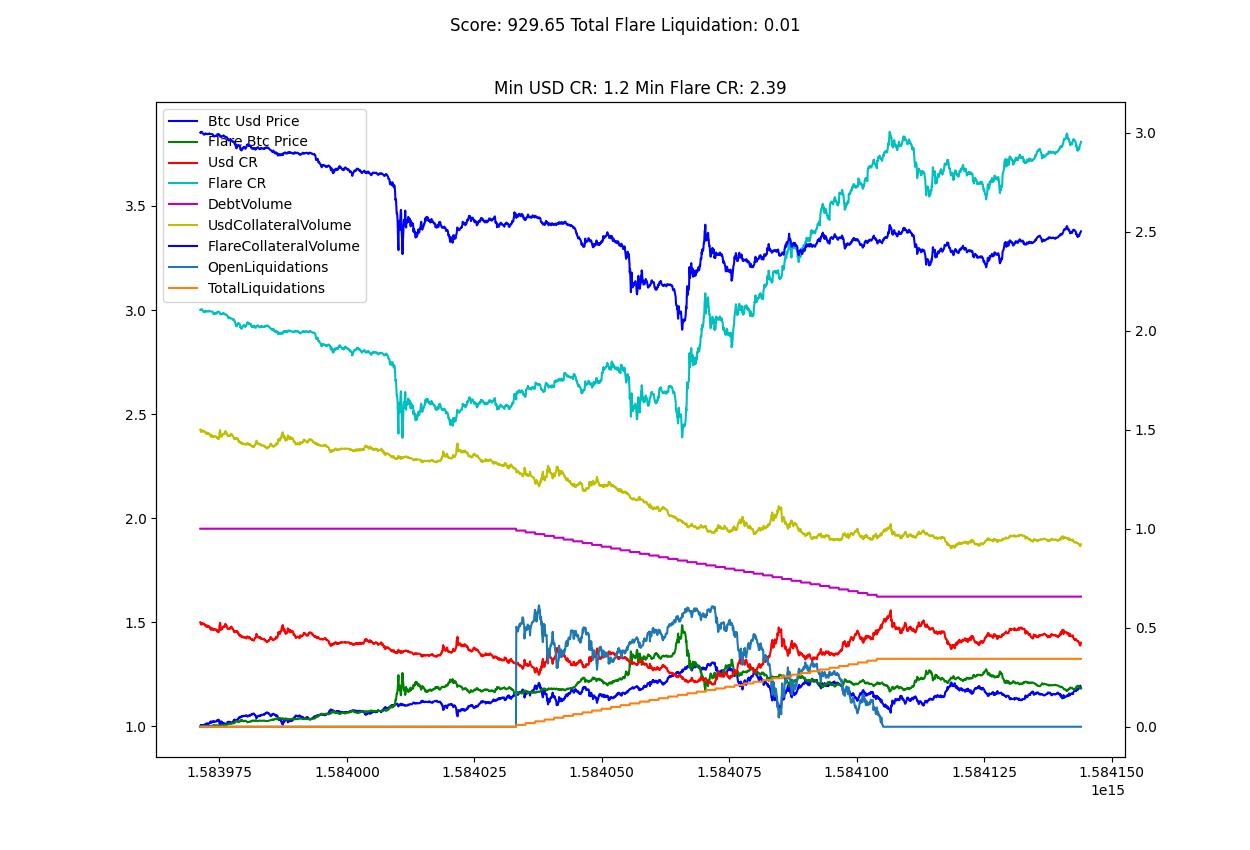 Score: 929.65 Total Flare Liquidation: 0.01
Min USD CR: 1.2 Min Flare CR: 2.39
Btc Usd Price
Flare Btc Price
Usd CR
Flare CR
DebtVolume
UsdCollateralVolume
FlareCollateralVolume
OpenLiquidations
TotalLiquidations
3.5
3.0
2.5
2.0
1.5
1.0
3.0
2.5
2.0
1.5
1.0
0.5
0.0
1.583975 1.584000 1.584025 1.584050 1.584075 1.584100 1.584125 1.584150
1e15